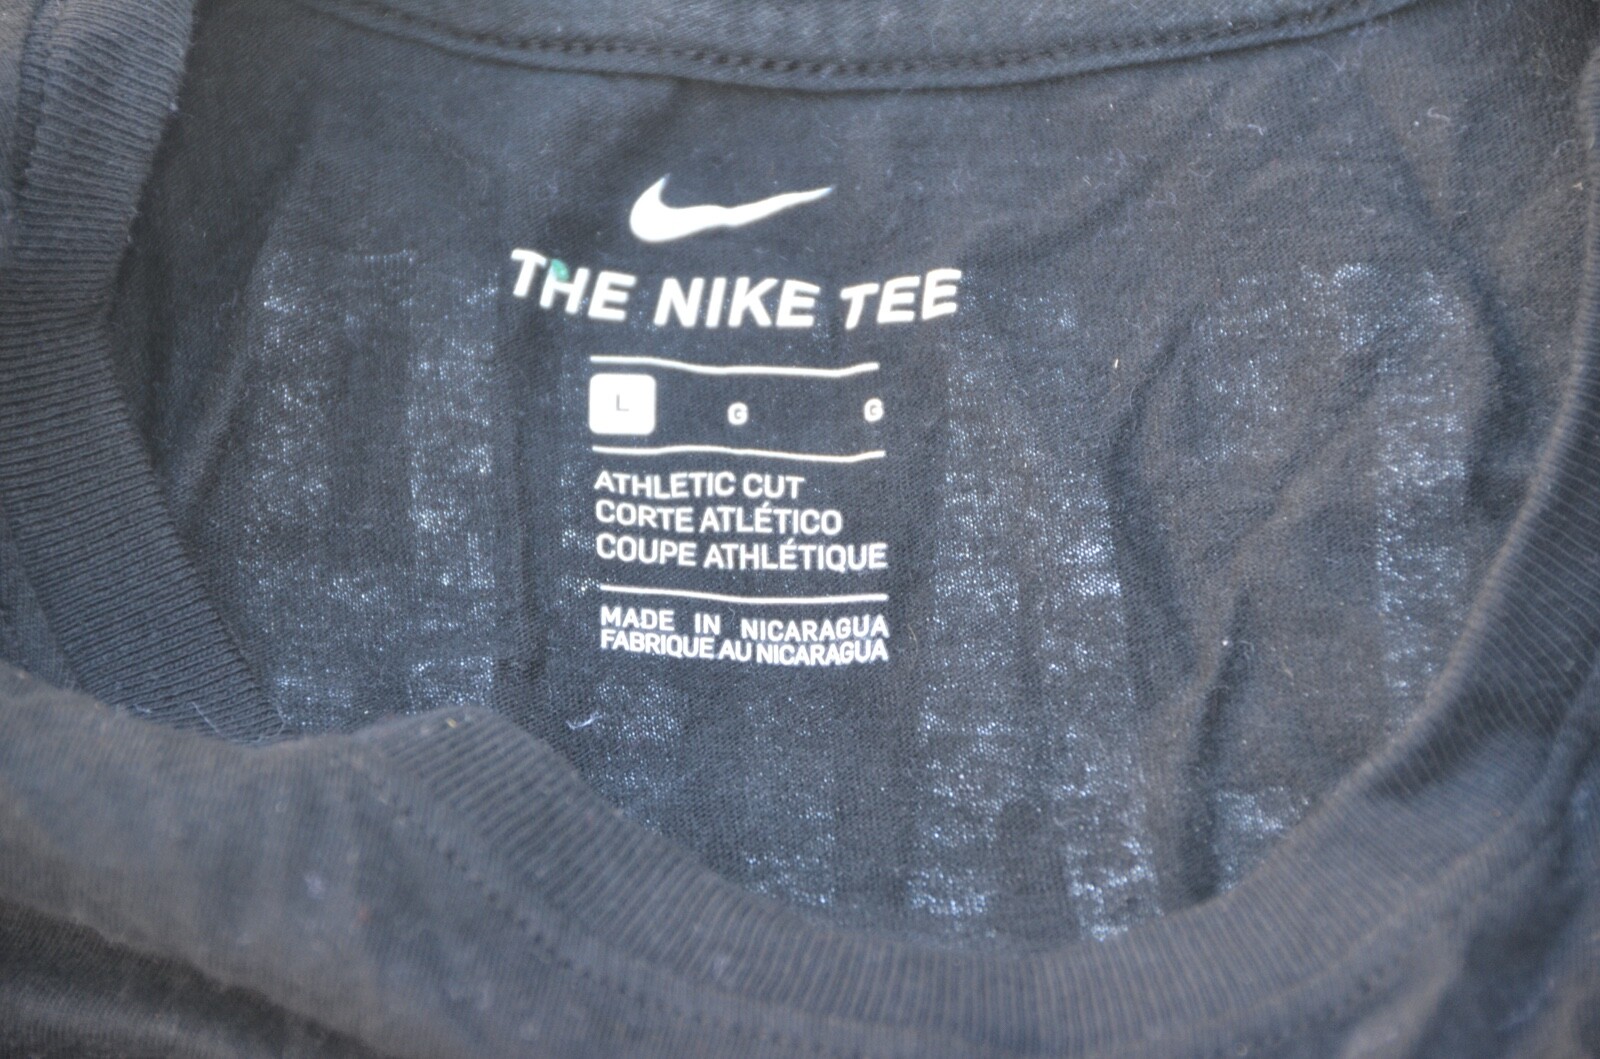 THE NIKE TEE
L G G
ATHLETIC CUT
CORTE ATLÉTICO
COUPE ATHLÉTIQUE
MADE IN NICARAGUA
FABRIQUE AU NICARAGUA